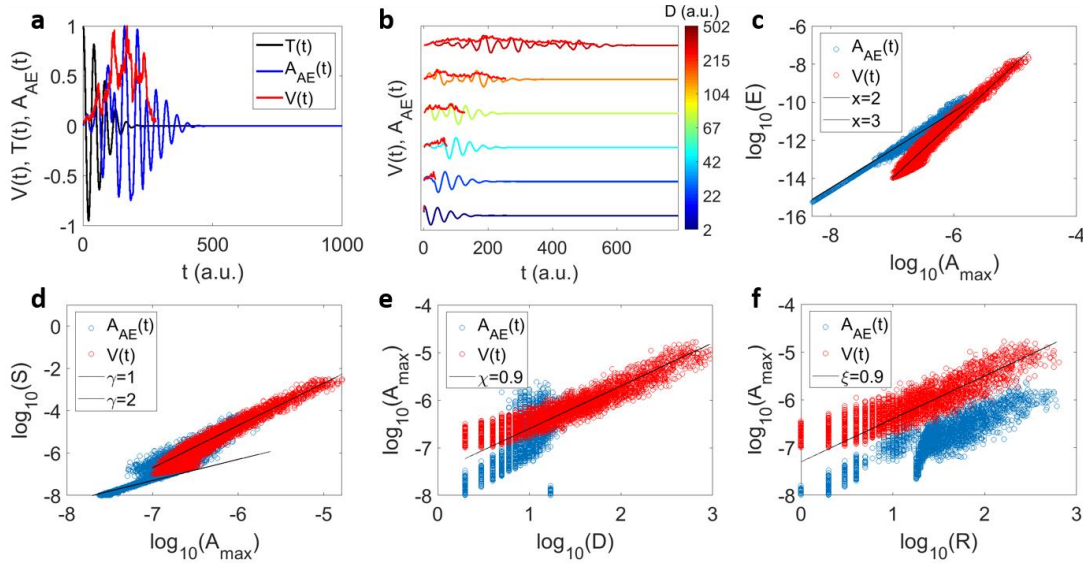 a
V(t), T(t), A_AE(t)
1
0.5
0
-0.5
-1
T(t)
A_AE(t)
V(t)
0
500
1000
t (a.u.)
b
V(t), A_AE(t)
0
200
400
600
t (a.u.)
D (a.u.)
502
215
104
67
42
22
2
c
log₁₀(E)
-6
-8
-10
-12
-14
-16
A_AE(t)
V(t)
x=2
x=3
-8
-6
-4
log₁₀(A_max)
d
log₁₀(S)
0
-2
-4
-6
-8
A_AE(t)
V(t)
γ=1
γ=2
-8
-7
-6
-5
log₁₀(A_max)
e
log₁₀(A_max)
-4
-5
-6
-7
-8
A_AE(t)
V(t)
χ=0.9
0
1
2
3
log₁₀(D)
f
log₁₀(A_max)
-4
-5
-6
-7
-8
A_AE(t)
V(t)
ξ=0.9
0
1
2
3
log₁₀(R)